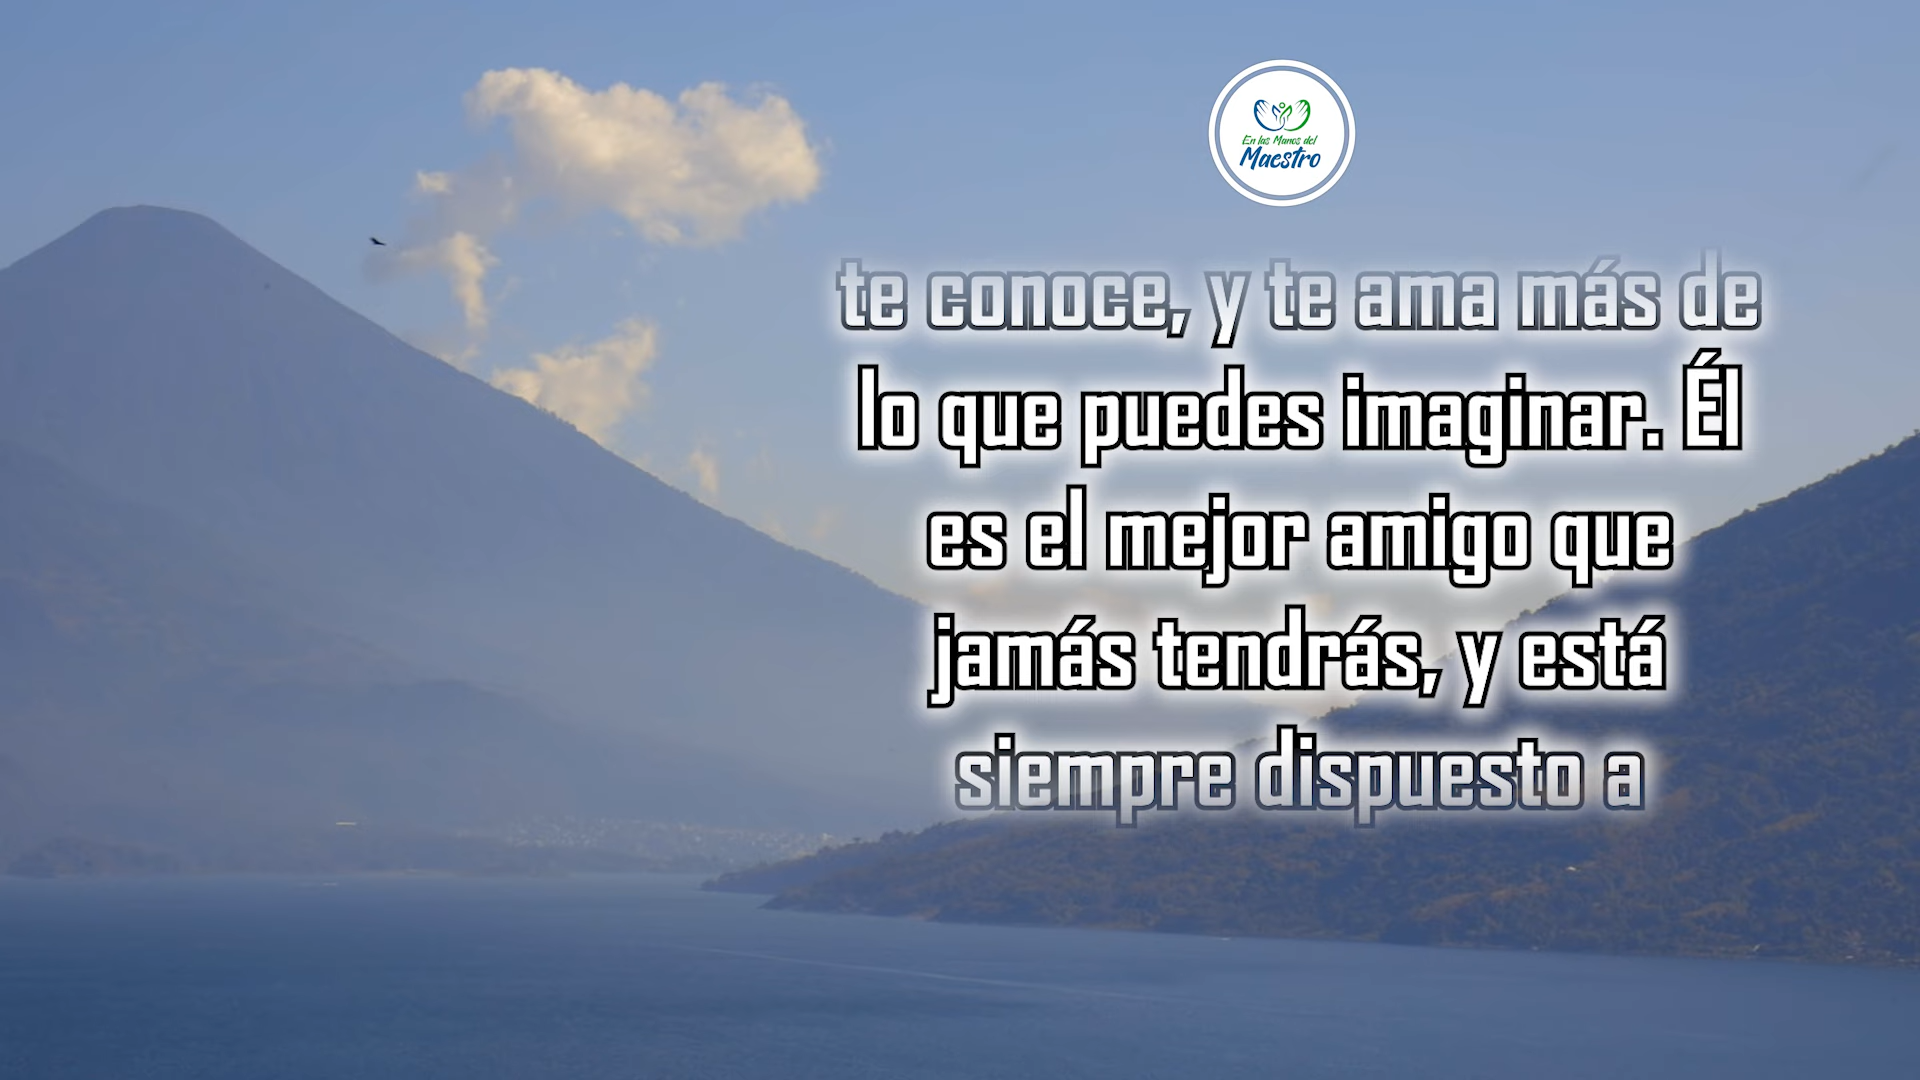 En las Manos del
Maestro
te conoce, y te ama más de
lo que puedes imaginar. Él
es el mejor amigo que
jamás tendrás, y está
siempre dispuesto a